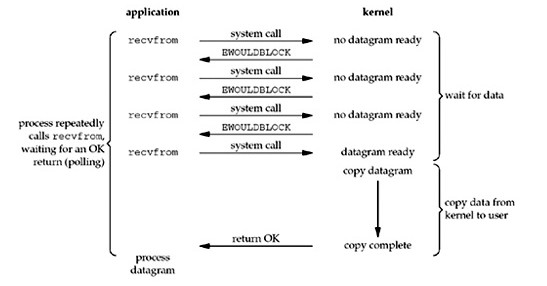 application
kernel
recvfrom
system call
no datagram ready
EWOULDBLOCK
recvfrom
system call
no datagram ready
EWOULDBLOCK
recvfrom
system call
no datagram ready
EWOULDBLOCK
recvfrom
system call
datagram ready
copy datagram
return OK
copy complete
process
datagram
process repeatedly
calls recvfrom,
waiting for an OK
return (polling)
wait for data
copy data from
kernel to user